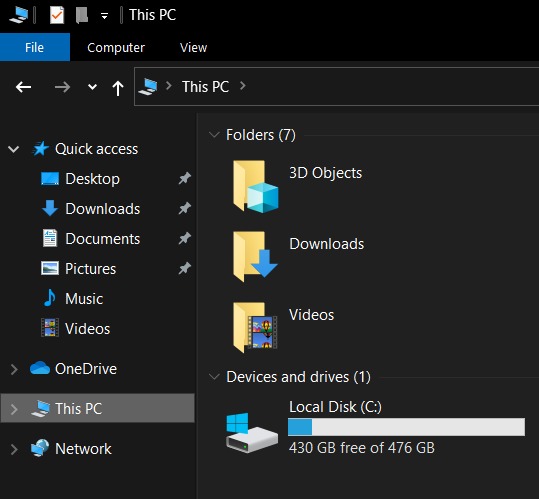 This PC
File Computer View
This PC
Quick access
Desktop
Downloads
Documents
Pictures
Music
Videos
OneDrive
This PC
Network
Folders (7)
3D Objects
Downloads
Videos
Devices and drives (1)
Local Disk (C:)
430 GB free of 476 GB